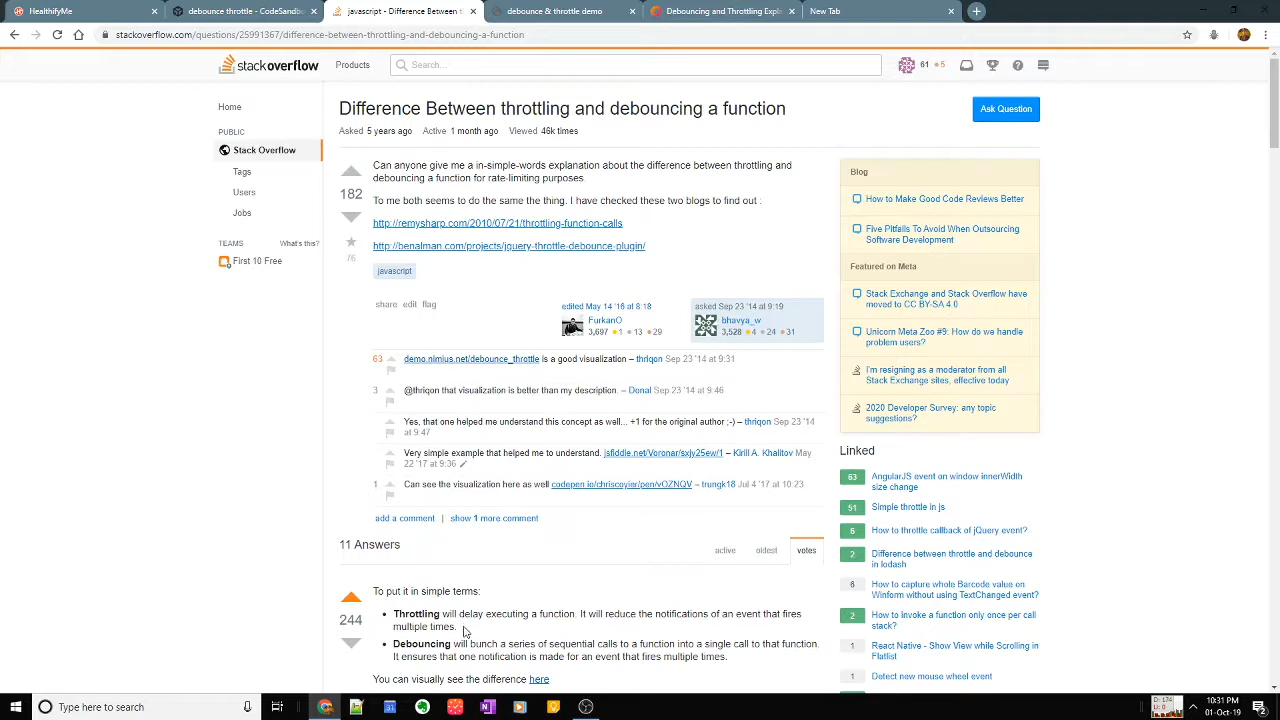 HealthifyMe
debounce routine - CodeSandbo
javascript - Difference between t
debounce & throttle demo
Debouncing and Throttling Expla
New Tab
stackoverflow.com/questions/25991367/difference-between-throttling-and-debouncing-a-function
stackoverflow
Products
Search...
61 5
Difference Between throttling and debouncing a function
Ask Question
Asked 5 years ago Active 1 month ago Viewed 46k times
Home
PUBLIC
Stack Overflow
Tags
Users
Jobs
TEAMS What's this?
First 10 Free
182
76
Can anyone give me a in-simple-words explanation about the difference between throttling and
debouncing a function for rate-limiting purposes.
To me both seems to do the same the thing. I have checked these two blogs to find out :
http://remysharp.com/2010/07/21/throttling-function-calls
http://benalman.com/projects/jquery-throttle-debounce-plugin/
javascript
share edit flag
edited May 14 '16 at 8:18
FurkanO
3,697 1 13 29
asked Sep 23 '14 at 9:19
bhavya_w
3,528 4 24 31
63 demo.nimius.net/debounce_throttle is a good visualization – thriqon Sep 23 '14 at 9:31
3 @thriqon that visualization is better than my description. – Donal Sep 23 '14 at 9:46
Yes, that one helped me understand this concept as well... +1 for the original author ;-) – thriqon Sep 23 '14
at 9:47
Very simple example that helped me to understand. jsfiddle.net/Voronar/sxjy25ew/1 – Kirill A. Khalitov May
22 '17 at 9:36
1 Can see the visualization here as well codepen.io/chriscoyier/pen/vOZNQV – trungk18 Jul 4 '17 at 10:23
add a comment | show 1 more comment
11 Answers
active oldest votes
244
To put it in simple terms:
• Throttling will delay executing a function. It will reduce the notifications of an event that fires
multiple times.
• Debouncing will bunch a series of sequential calls to a function into a single call to that function.
It ensures that one notification is made for an event that fires multiple times.
You can visually see the difference here
Blog
How to Make Good Code Reviews Better
Five Pitfalls To Avoid When Outsourcing
Software Development
Featured on Meta
Stack Exchange and Stack Overflow have
moved to CC BY-SA 4.0
Unicorn Meta Zoo #9: How do we handle
problem users?
I'm resigning as a moderator from all
Stack Exchange sites, effective today
2020 Developer Survey: any topic
suggestions?
Linked
63 AngularJS event on window innerWidth
size change
51 Simple throttle in js
6 How to throttle callback of jQuery event?
2 Difference between throttle and debounce
in lodash
6 How to capture whole Barcode value on
Winform without using TextChanged event?
2 How to invoke a function only once per call
stack?
1 React Native - Show View while Scrolling in
Flatlist
1 Detect new mouse wheel event
Type here to search
D: 174
U: 0
10:31 PM
01-Oct-19
2